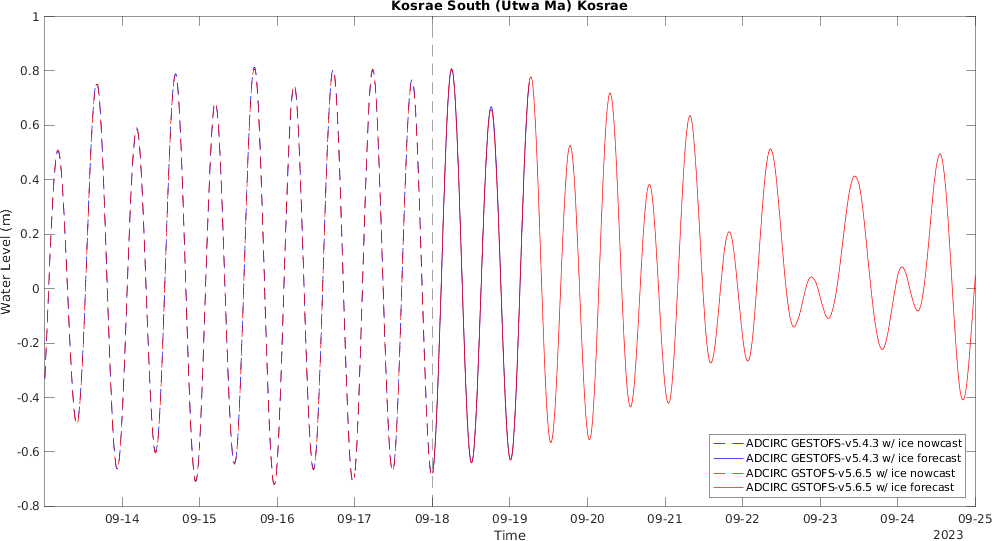 Kosrae South (Utwa Ma) Kosrae
1
0.8
0.6
0.4
0.2
0
-0.2
-0.4
-0.6
-0.8
Water Level (m)
ADCIRC GESTOFS-v5.4.3 w/ ice nowcast
ADCIRC GESTOFS-v5.4.3 w/ ice forecast
ADCIRC GSTOFS-v5.6.5 w/ ice nowcast
ADCIRC GSTOFS-v5.6.5 w/ ice forecast
09-14 09-15 09-16 09-17 09-18 09-19 09-20 09-21 09-22 09-23 09-24 09-25
Time
2023